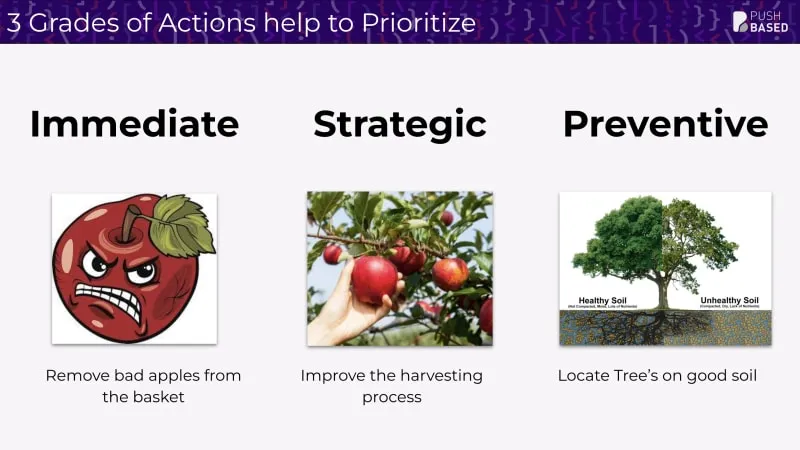 3 Grades of Actions help to Prioritize
PUSH
BASED
Immediate
Strategic
Preventive
Healthy Soil
(Not Compacted, Moist, Lots of Nutrients)
Unhealthy Soil
(Compacted, Dry, Lack of Nutrients)
Remove bad apples from
the basket
Improve the harvesting
process
Locate Tree's on good soil